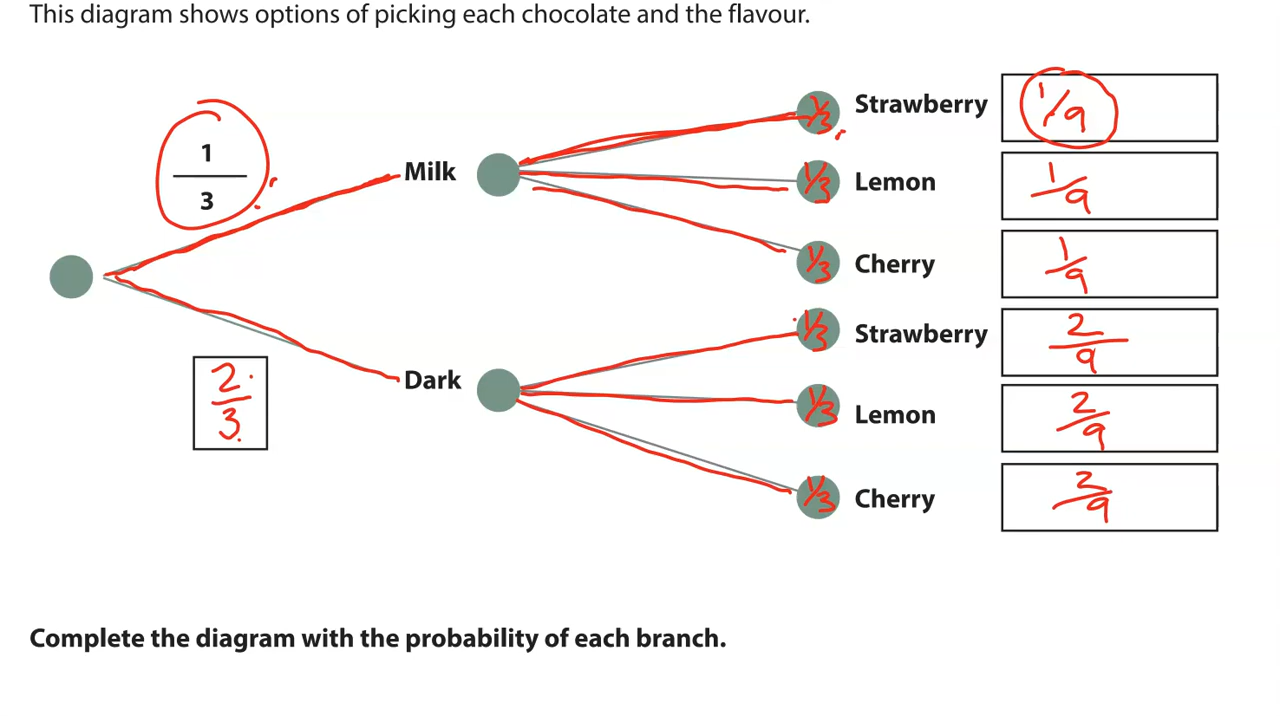 This diagram shows options of picking each chocolate and the flavour.
1/3
Milk
1/3 Strawberry 1/9
1/3 Lemon 1/9
1/3 Cherry 1/9
2/3
Dark
1/3 Strawberry 2/9
1/3 Lemon 2/9
1/3 Cherry 2/9
Complete the diagram with the probability of each branch.